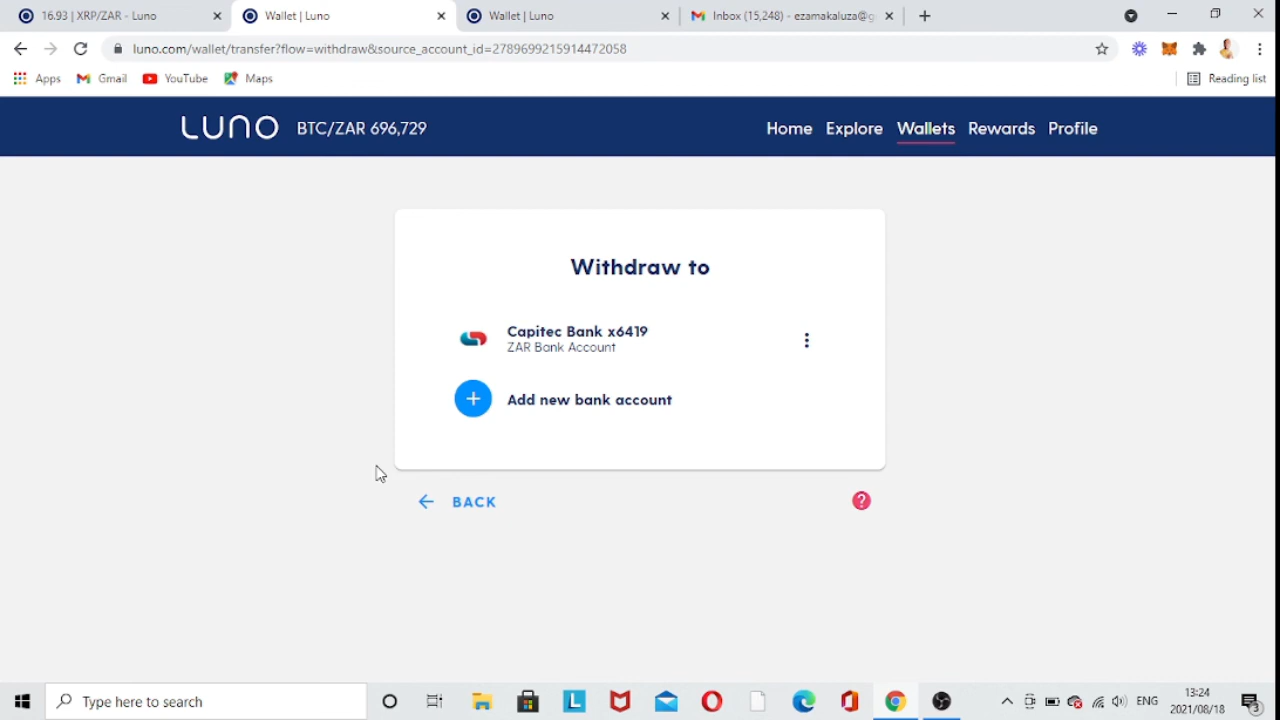 16.93 | XRP/ZAR - Luno
Wallet | Luno
Wallet | Luno
Inbox (15,248) - ezamakaluza@g
luno.com/wallet/transfer?flow=withdraw&source_account_id=2789699215914472058
Apps
Gmail
YouTube
Maps
Reading list
LUNO
BTC/ZAR 696,729
Home
Explore
Wallets
Rewards
Profile
Withdraw to
Capitec Bank x6419
ZAR Bank Account
Add new bank account
BACK
Type here to search
ENG
13:24
2021/08/18
3